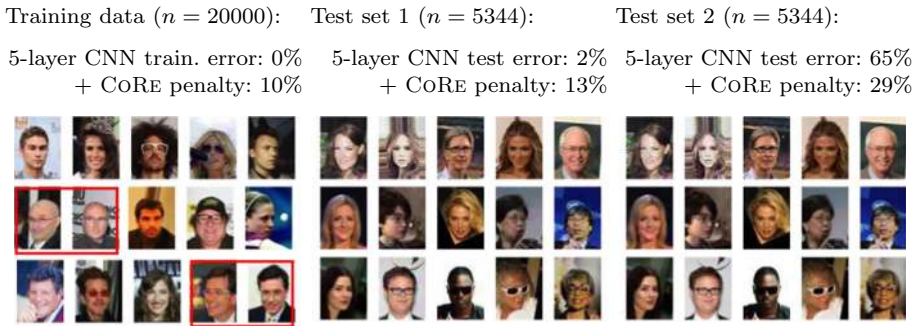 Training data (n = 20000): Test set 1 (n = 5344): Test set 2 (n = 5344):
5-layer CNN train. error: 0% 5-layer CNN test error: 2% 5-layer CNN test error: 65%
+ CoRe penalty: 10% + CoRe penalty: 13% + CoRe penalty: 29%